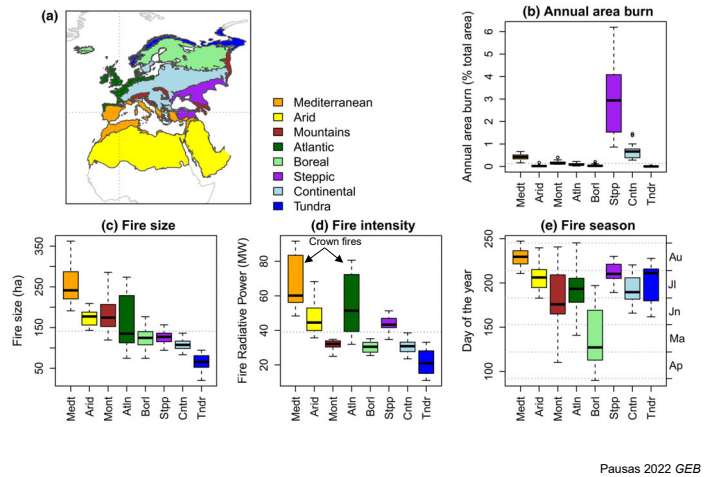 (a)
Mediterranean
Arid
Mountains
Atlantic
Boreal
Steppic
Continental
Tundra
(b) Annual area burn
Annual area burn (% total area)
6
5
4
3
2
1
0
Medt
Arid
Mont
Atln
Borl
Stpp
Cntn
Tndr
(c) Fire size
Fire size (ha)
350
250
150
50
Medt
Arid
Mont
Atln
Borl
Stpp
Cntn
Tndr
(d) Fire intensity
Crown fires
Fire Radiative Power (MW)
80
60
40
20
Medt
Arid
Mont
Atln
Borl
Stpp
Cntn
Tndr
(e) Fire season
Day of the year
250
200
150
100
Au
Jl
Jn
Ma
Ap
Medt
Arid
Mont
Atln
Borl
Stpp
Cntn
Tndr
Pausas 2022 GEB